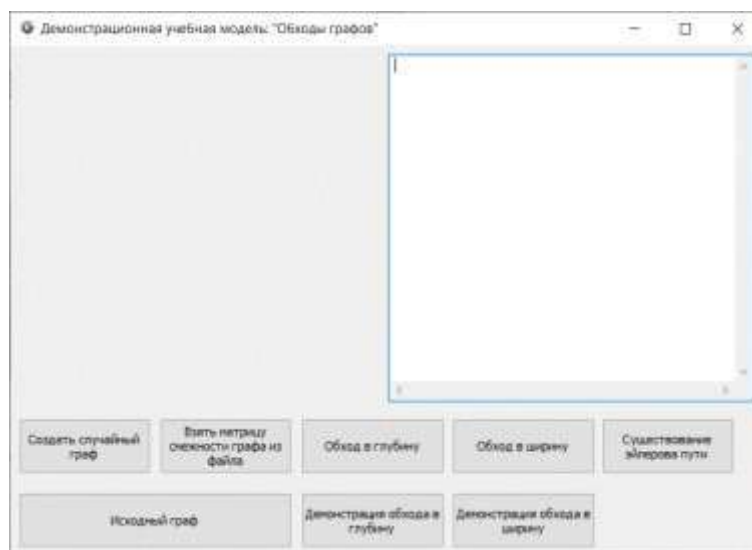 Демонстрационная учебная модель: "Обходы графов"
Создать случайный
граф
Взять матрицу
смежности графа из
файла
Обход в глубину
Обход в ширину
Существование
эйлерова пути
Исходный граф
Демонстрация обхода в
глубину
Демонстрация обхода в
ширину